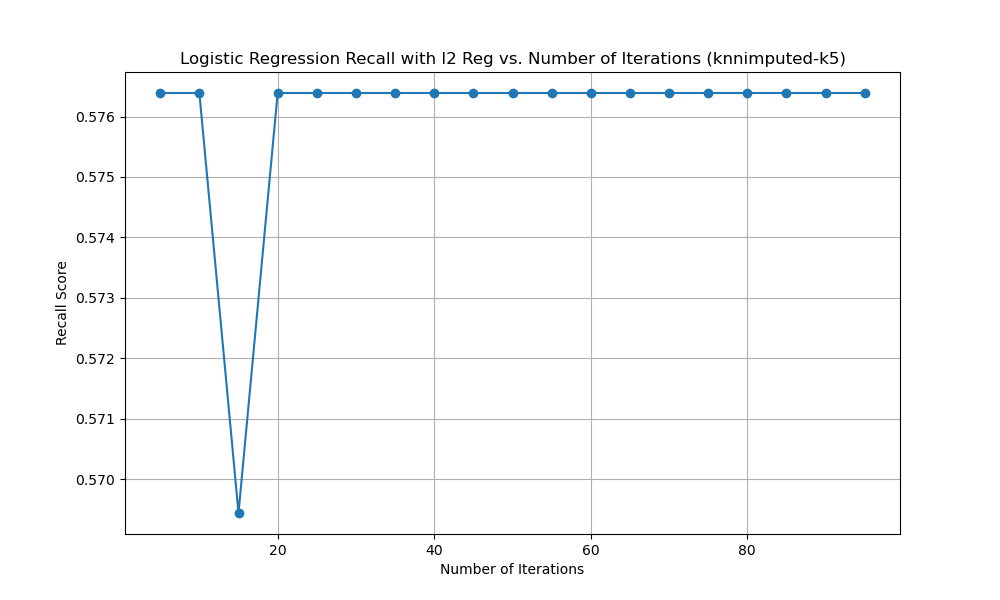 Logistic Regression Recall with l2 Reg vs. Number of Iterations (knnimputed-k5)
0.576
0.575
0.574
0.573
0.572
0.571
0.570
Recall Score
20 40 60 80
Number of Iterations